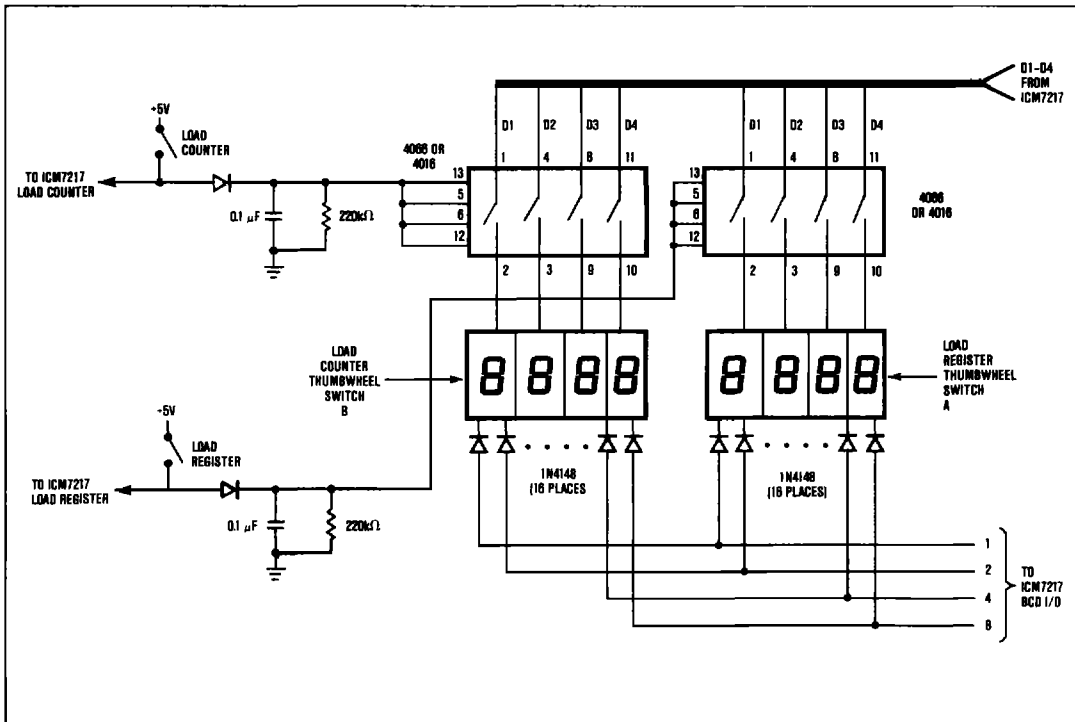 D1-D4
FROM
ICM7217
+5V
LOAD
COUNTER
TO ICM7217
LOAD COUNTER
0.1 µF
220kΩ
4066 OR
4016
D1
D2
D3
D4
1
4
8
11
13
5
6
12
2
3
9
10
D1
D2
D3
D4
1
4
8
11
13
5
6
12
4066
OR 4016
2
3
9
10
LOAD
COUNTER
THUMBWHEEL
SWITCH
B
8 8 8 8
8 8 8 8
LOAD
REGISTER
THUMBWHEEL
SWITCH
A
1N4148
(16 PLACES
1N4148
(16 PLACES)
+5V
LOAD
REGISTER
TO ICM7217
LOAD REGISTER
0.1 µF
220kΩ
1
2
4
8
TO
ICM7217
BCD I/O